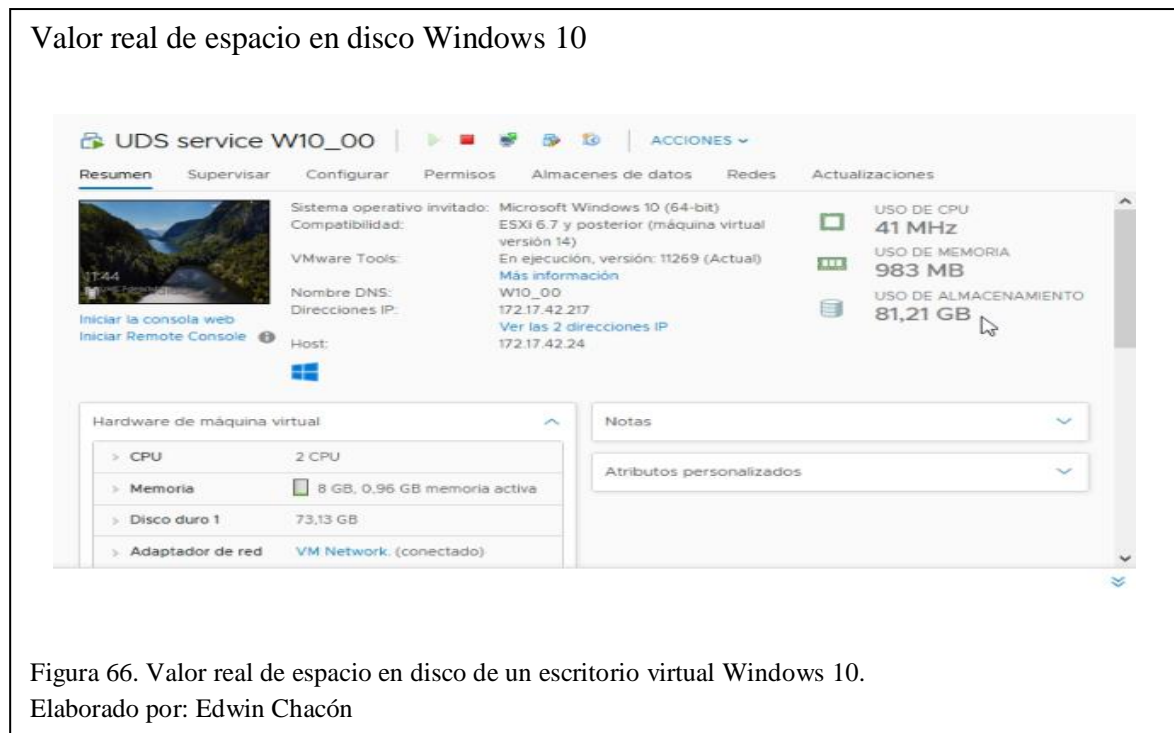 Valor real de espacio en disco Windows 10
UDS service W10_00
ACCIONES
Resumen Supervisar Configurar Permisos Almacenes de datos Redes Actualizaciones
11:44
Iniciar la consola web
Iniciar Remote Console
Sistema operativo invitado: Microsoft Windows 10 (64-bit)
Compatibilidad: ESXi 6.7 y posterior (máquina virtual
versión 14)
VMware Tools: En ejecución, versión: 11269 (Actual)
Más información
Nombre DNS: W10_00
Direcciones IP: 172.17.42.217
Ver las 2 direcciones IP
Host: 172.17.42.24
USO DE CPU
41 MHz
USO DE MEMORIA
983 MB
USO DE ALMACENAMIENTO
81,21 GB
Hardware de máquina virtual
CPU 2 CPU
Memoria 8 GB, 0,96 GB memoria activa
Disco duro 1 73,13 GB
Adaptador de red VM Network. (conectado)
Notas
Atributos personalizados
Figura 66. Valor real de espacio en disco de un escritorio virtual Windows 10.
Elaborado por: Edwin Chacón